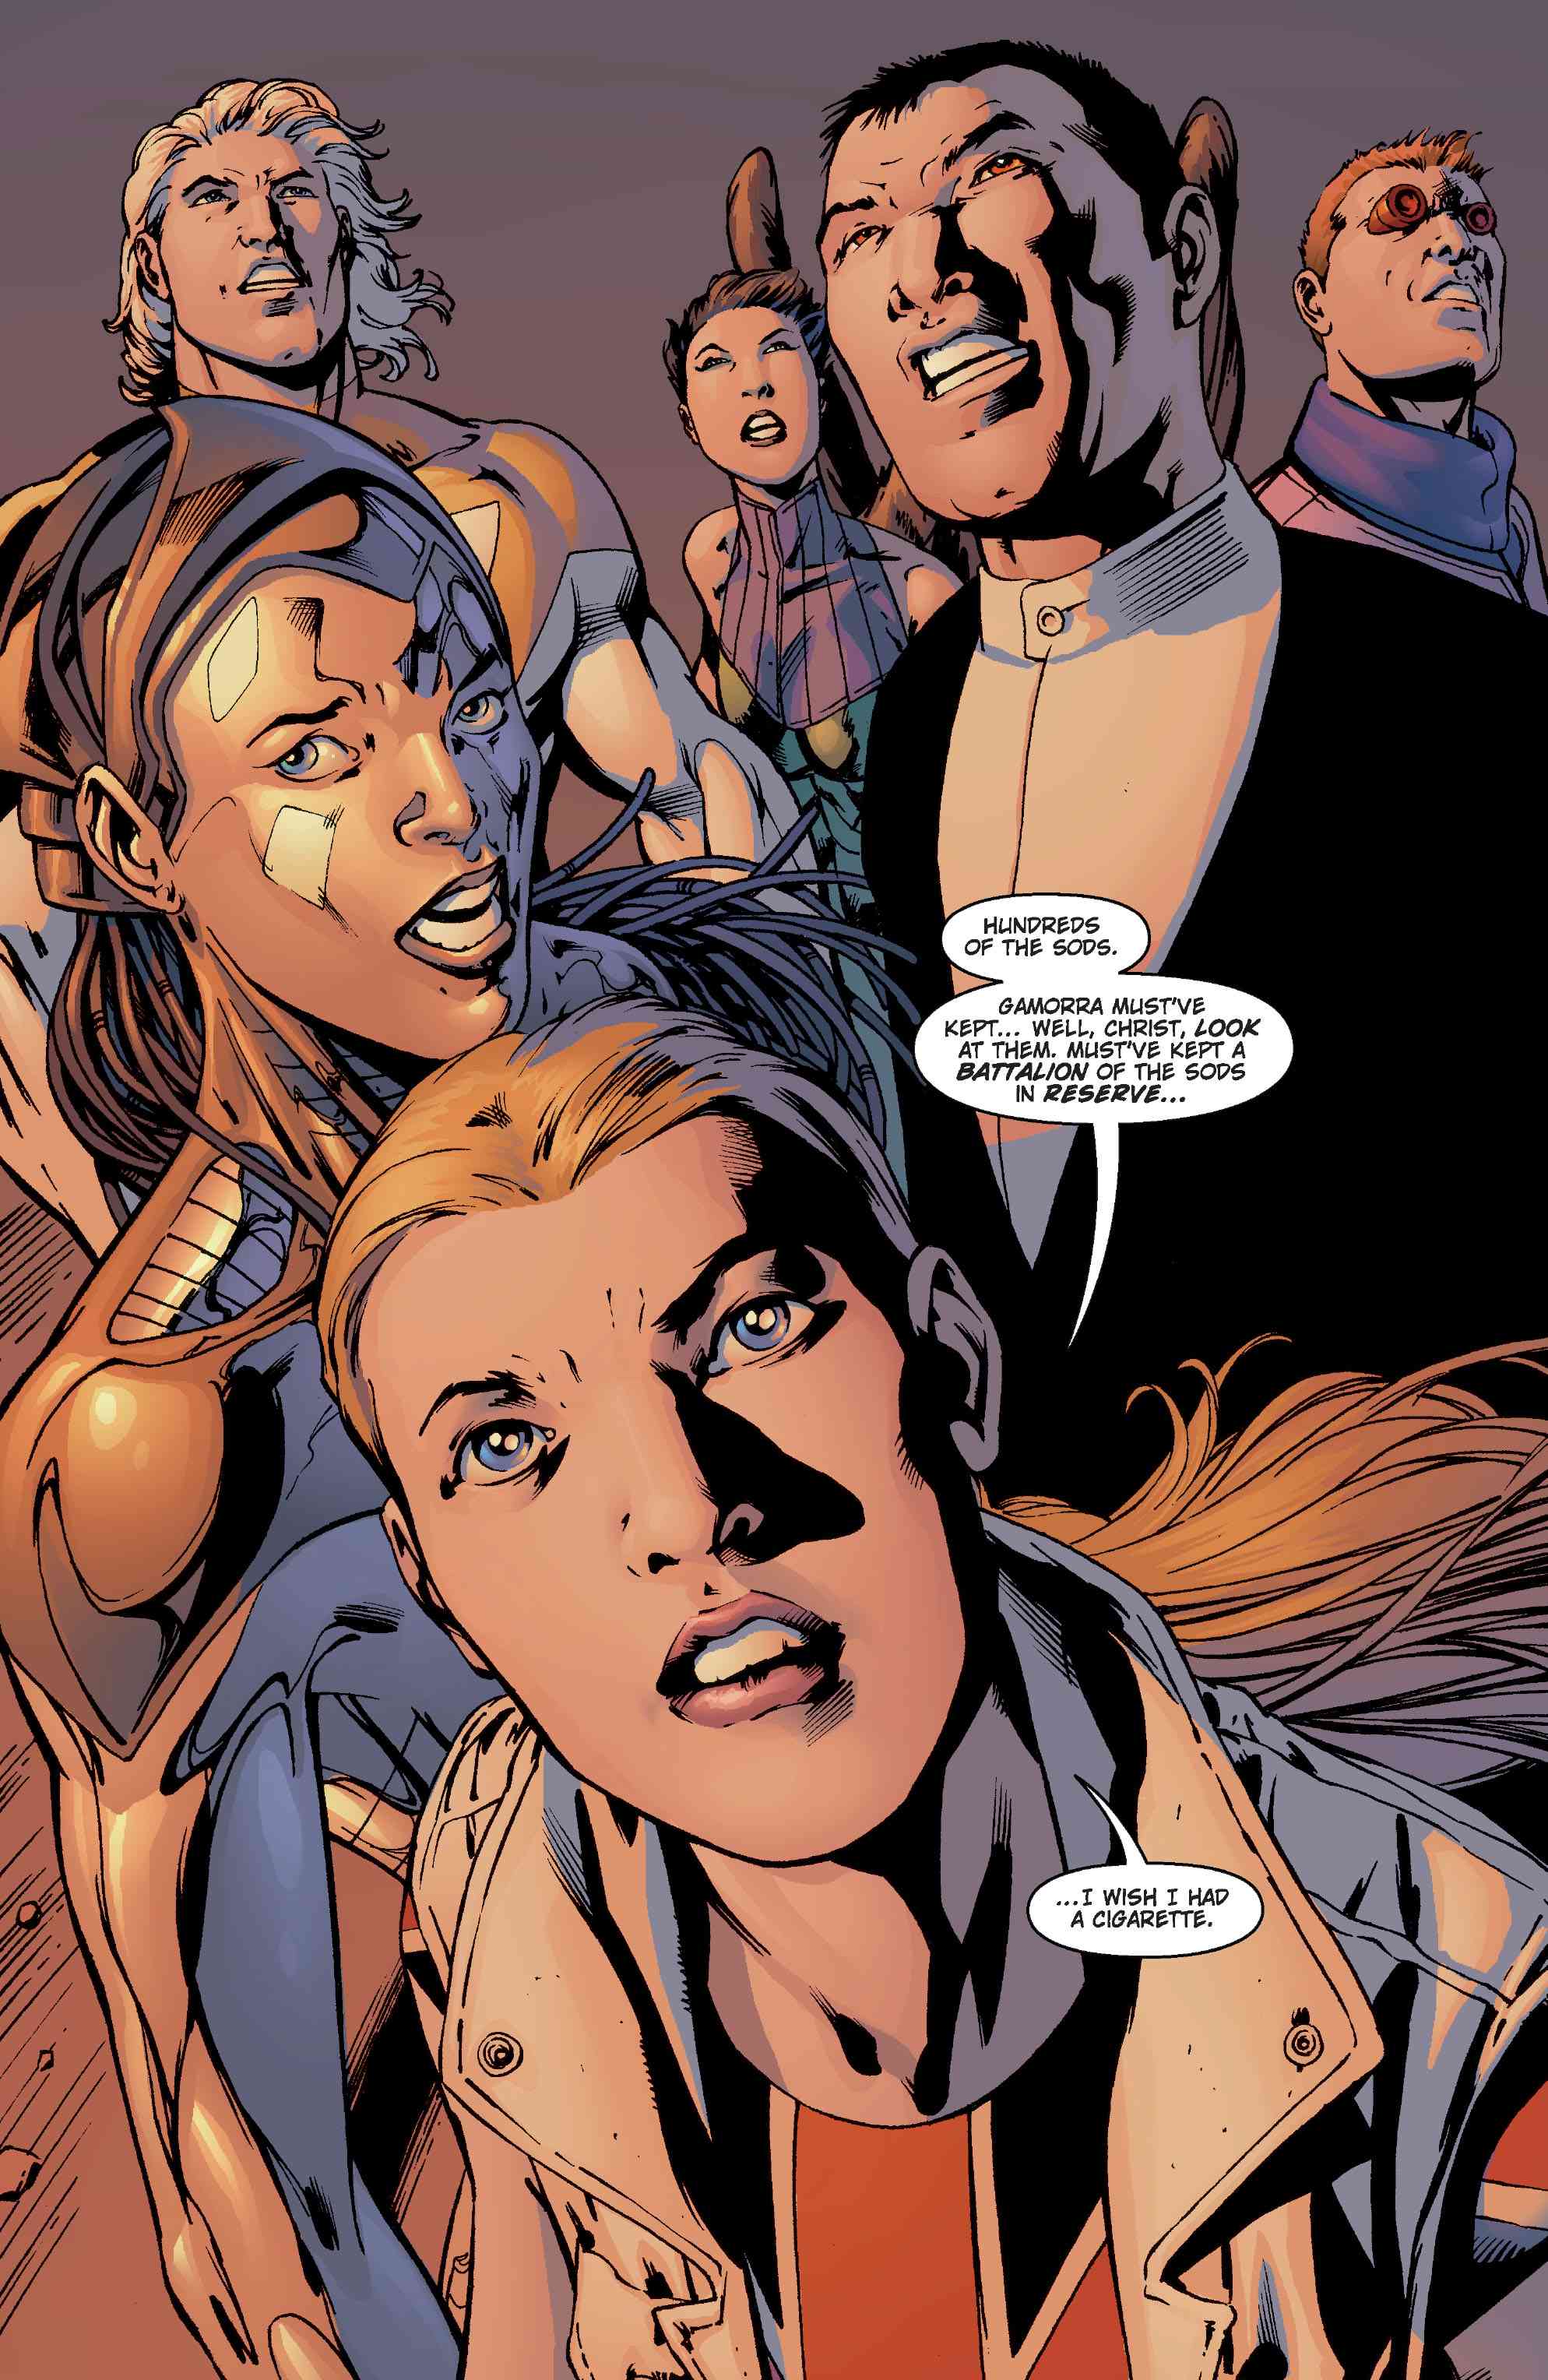 HUNDREDS
OF THE SODS.
GAMORRA MUST'VE
KEPT... WELL, CHRIST, LOOK
AT THEM. MUST'VE KEPT A
BATTALION OF THE SODS
IN RESERVE...
...I WISH I HAD
A CIGARETTE.